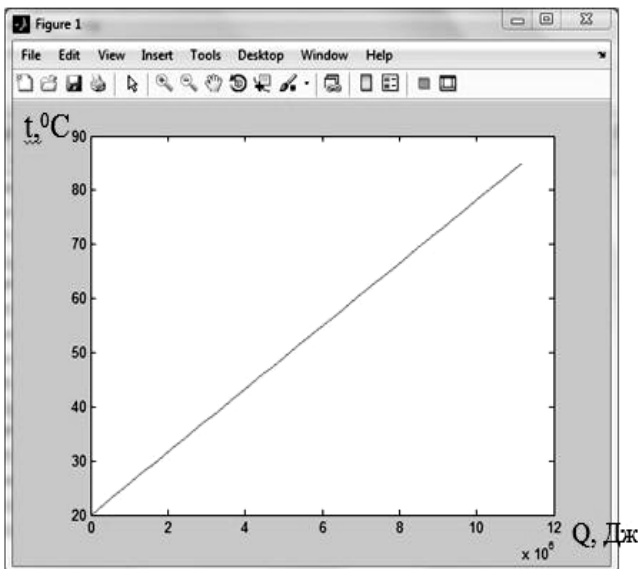 Figure 1
File Edit View Insert Tools Desktop Window Help
t,⁰C
90
80
70
60
50
40
30
20
0 2 4 6 8 10 12
Q, Дж
x 10⁶